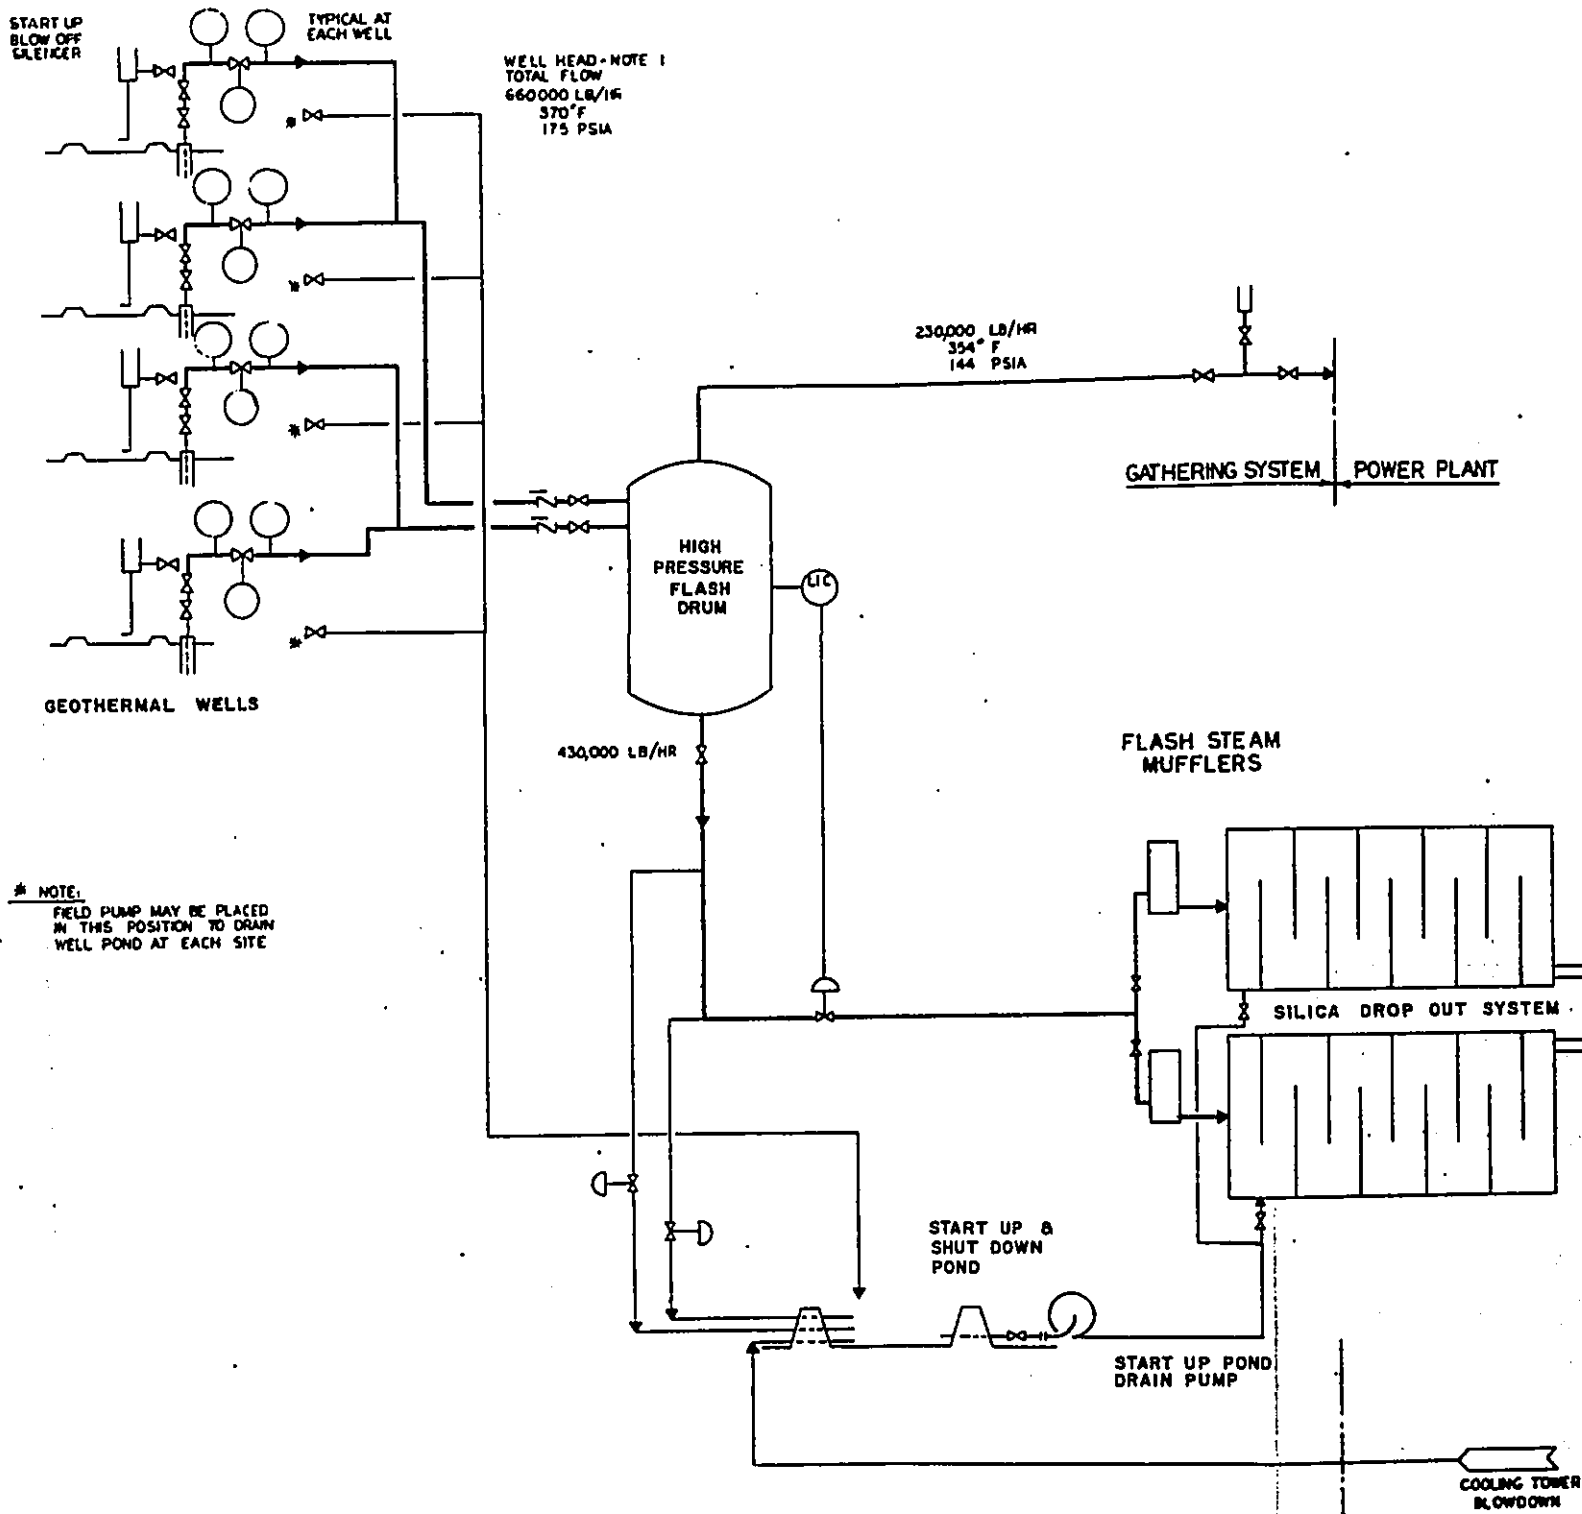 START UP
BLOW OFF
SILENCER
TYPICAL AT
EACH WELL
WELL HEAD-NOTE 1
TOTAL FLOW
660000 LB/HR
370°F
175 PSIA
230,000 LB/HR
354° F
144 PSIA
GATHERING SYSTEM
POWER PLANT
HIGH
PRESSURE
FLASH
DRUM
LIC
*
*
*
*
GEOTHERMAL WELLS
430,000 LB/HR
FLASH STEAM
MUFFLERS
* NOTE:
FIELD PUMP MAY BE PLACED
IN THIS POSITION TO DRAIN
WELL POND AT EACH SITE
SILICA DROP OUT SYSTEM
START UP &
SHUT DOWN
POND
START UP POND
DRAIN PUMP
COOLING TOWER
BLOWDOWN